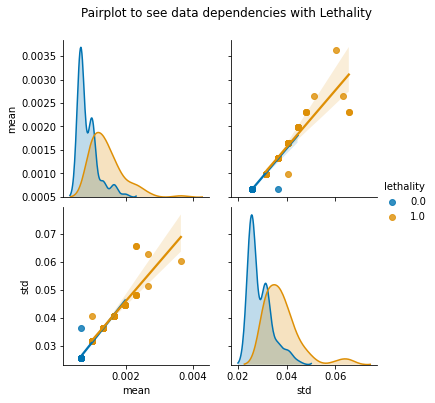 Pairplot to see data dependencies with Lethality
0.0035
0.0030
0.0025
0.0020
0.0015
0.0010
0.0005
mean
lethality
0.0
1.0
0.07
0.06
0.05
0.04
0.03
std
0.002 0.004
0.02 0.04 0.06
mean
std